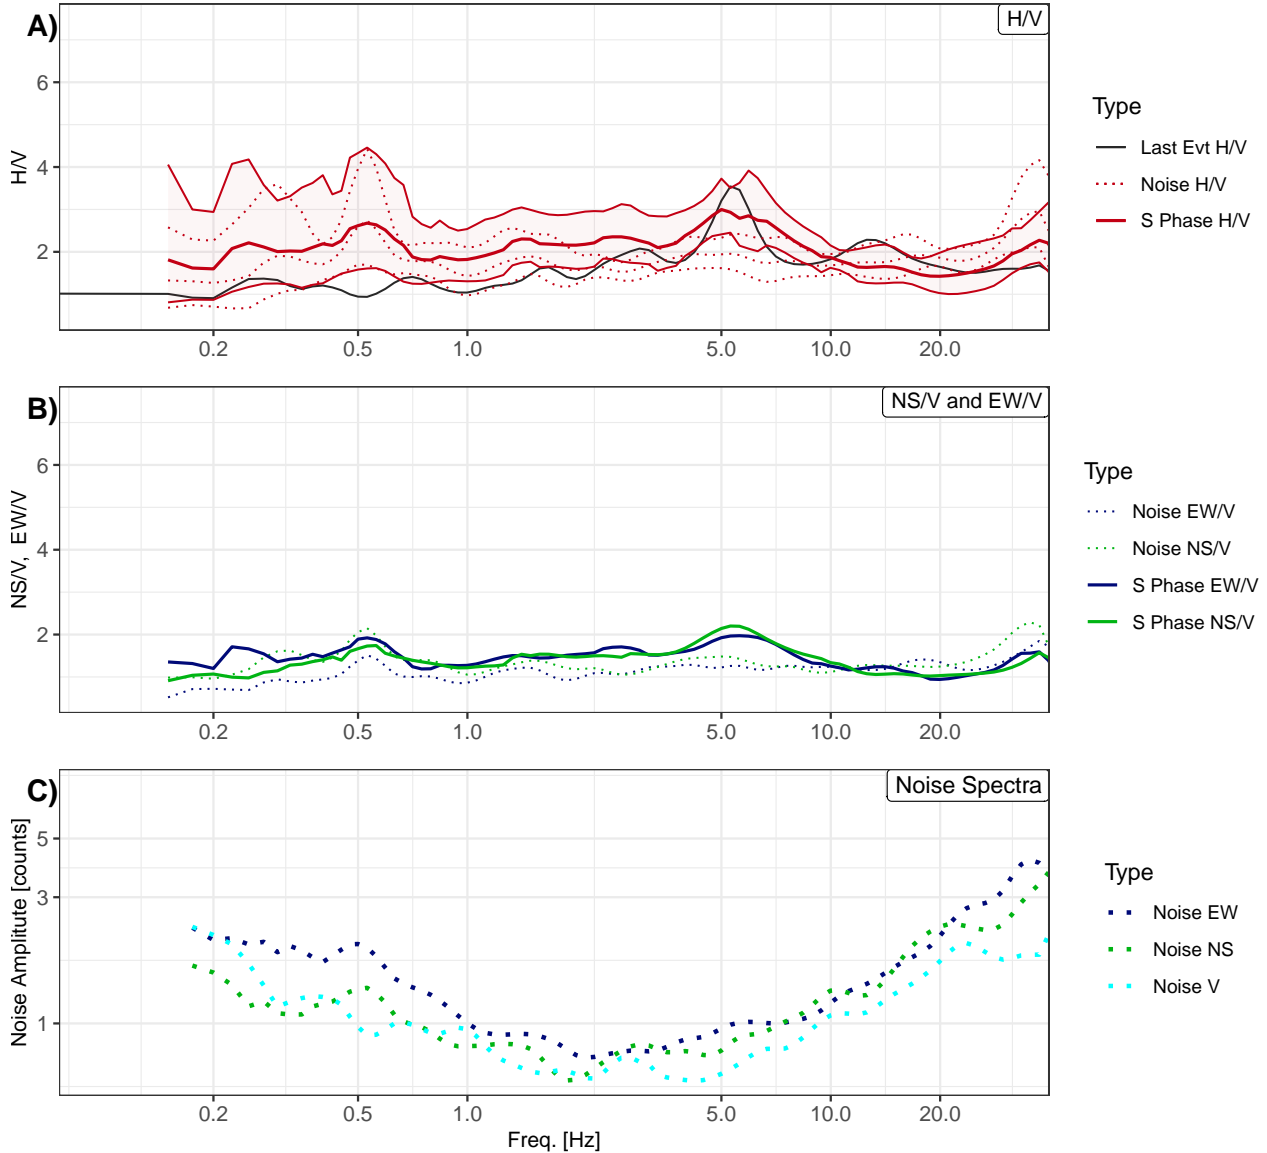 A)
H/V
6
4
2
H/V
0.2 0.5 1.0 5.0 10.0 20.0
Type
Last Evt H/V
Noise H/V
S Phase H/V
B)
NS/V and EW/V
6
4
2
NS/V, EW/V
0.2 0.5 1.0 5.0 10.0 20.0
Type
Noise EW/V
Noise NS/V
S Phase EW/V
S Phase NS/V
C)
Noise Spectra
5
3
1
Noise Amplitude [counts]
0.2 0.5 1.0 5.0 10.0 20.0
Freq. [Hz]
Type
Noise EW
Noise NS
Noise V